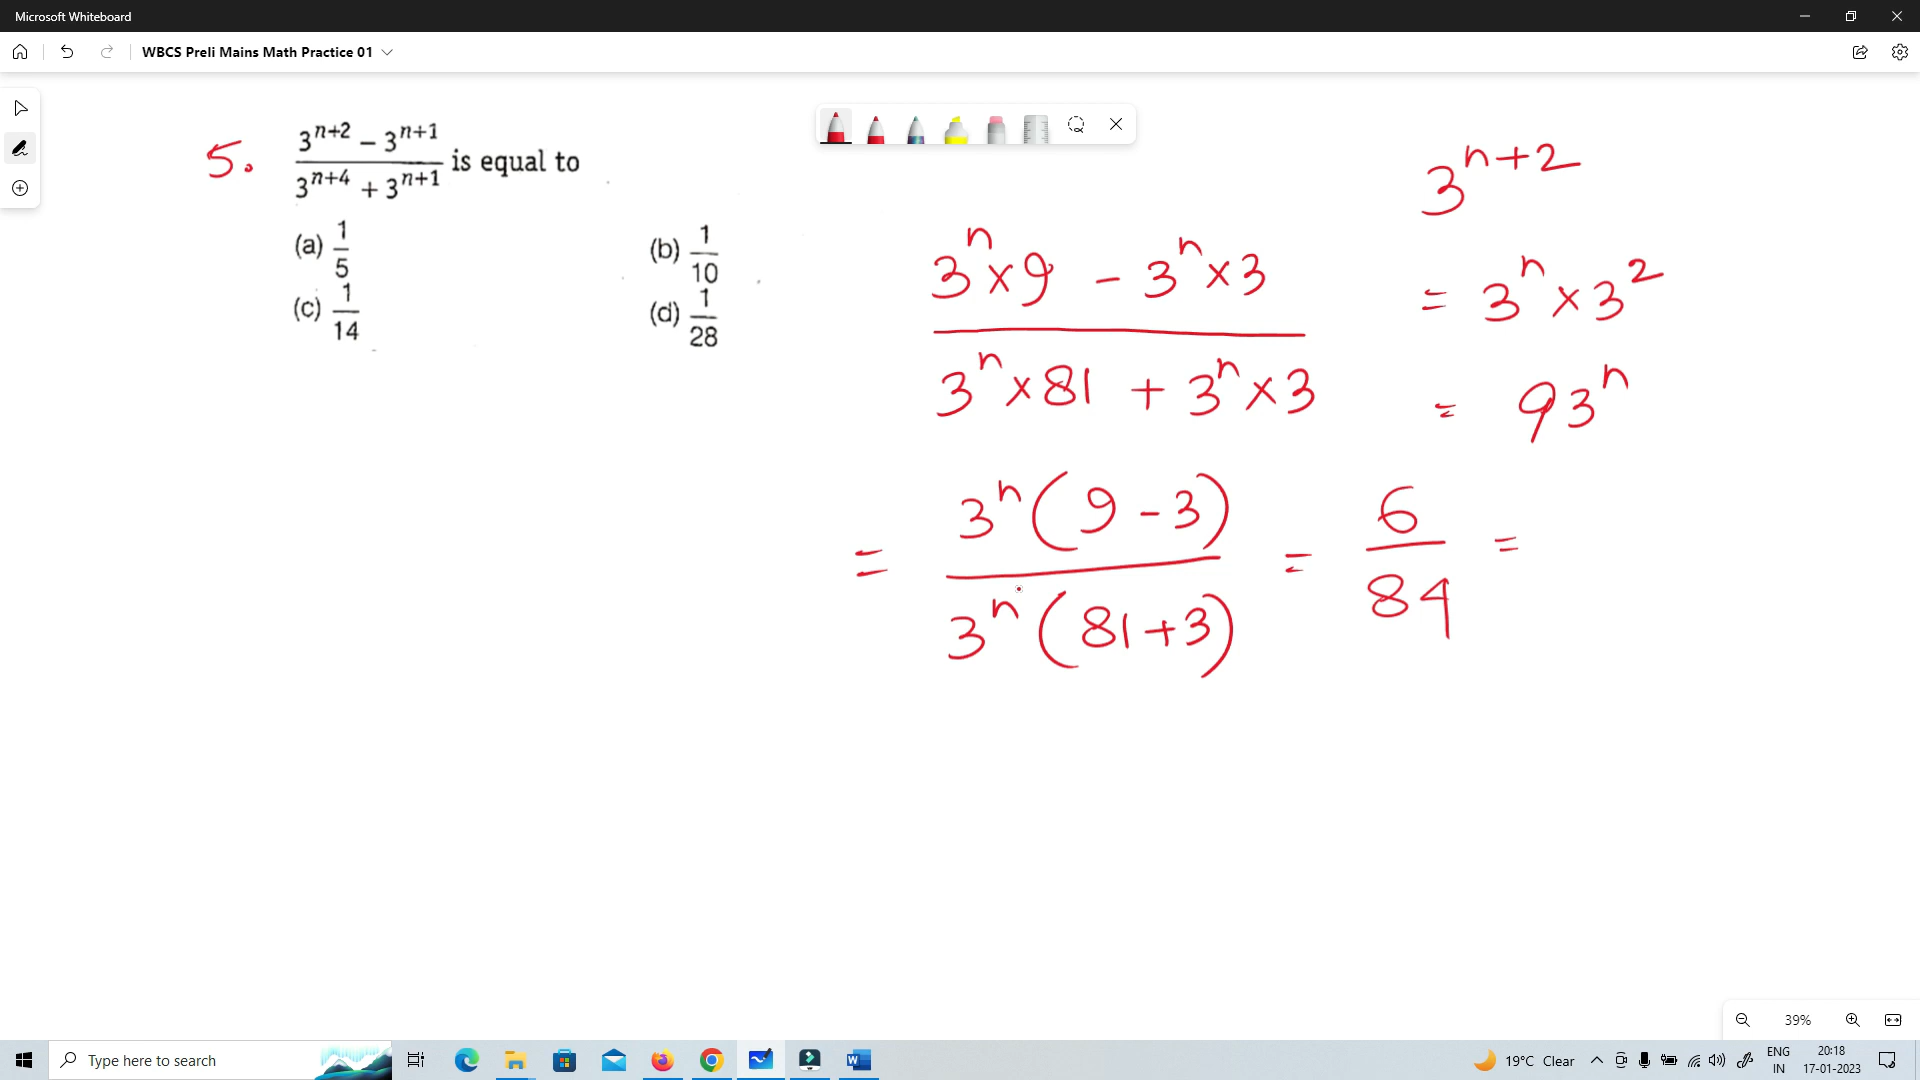 Microsoft Whiteboard
WBCS Preli Mains Math Practice 01
5. 3^{n+2} − 3^{n+1} / 3^{n+4} + 3^{n+1} is equal to
(a) 1/5
(b) 1/10
(c) 1/14
(d) 1/28
3^n × 9 − 3^n × 3
3^n × 81 + 3^n × 3
= 3^n (9 − 3) / 3^n (81 + 3) = 6/84 =
3^{n+2}
= 3^n × 3^2
= 93^n
39%
Type here to search
19°C Clear
ENG
IN
20:18
17-01-2023